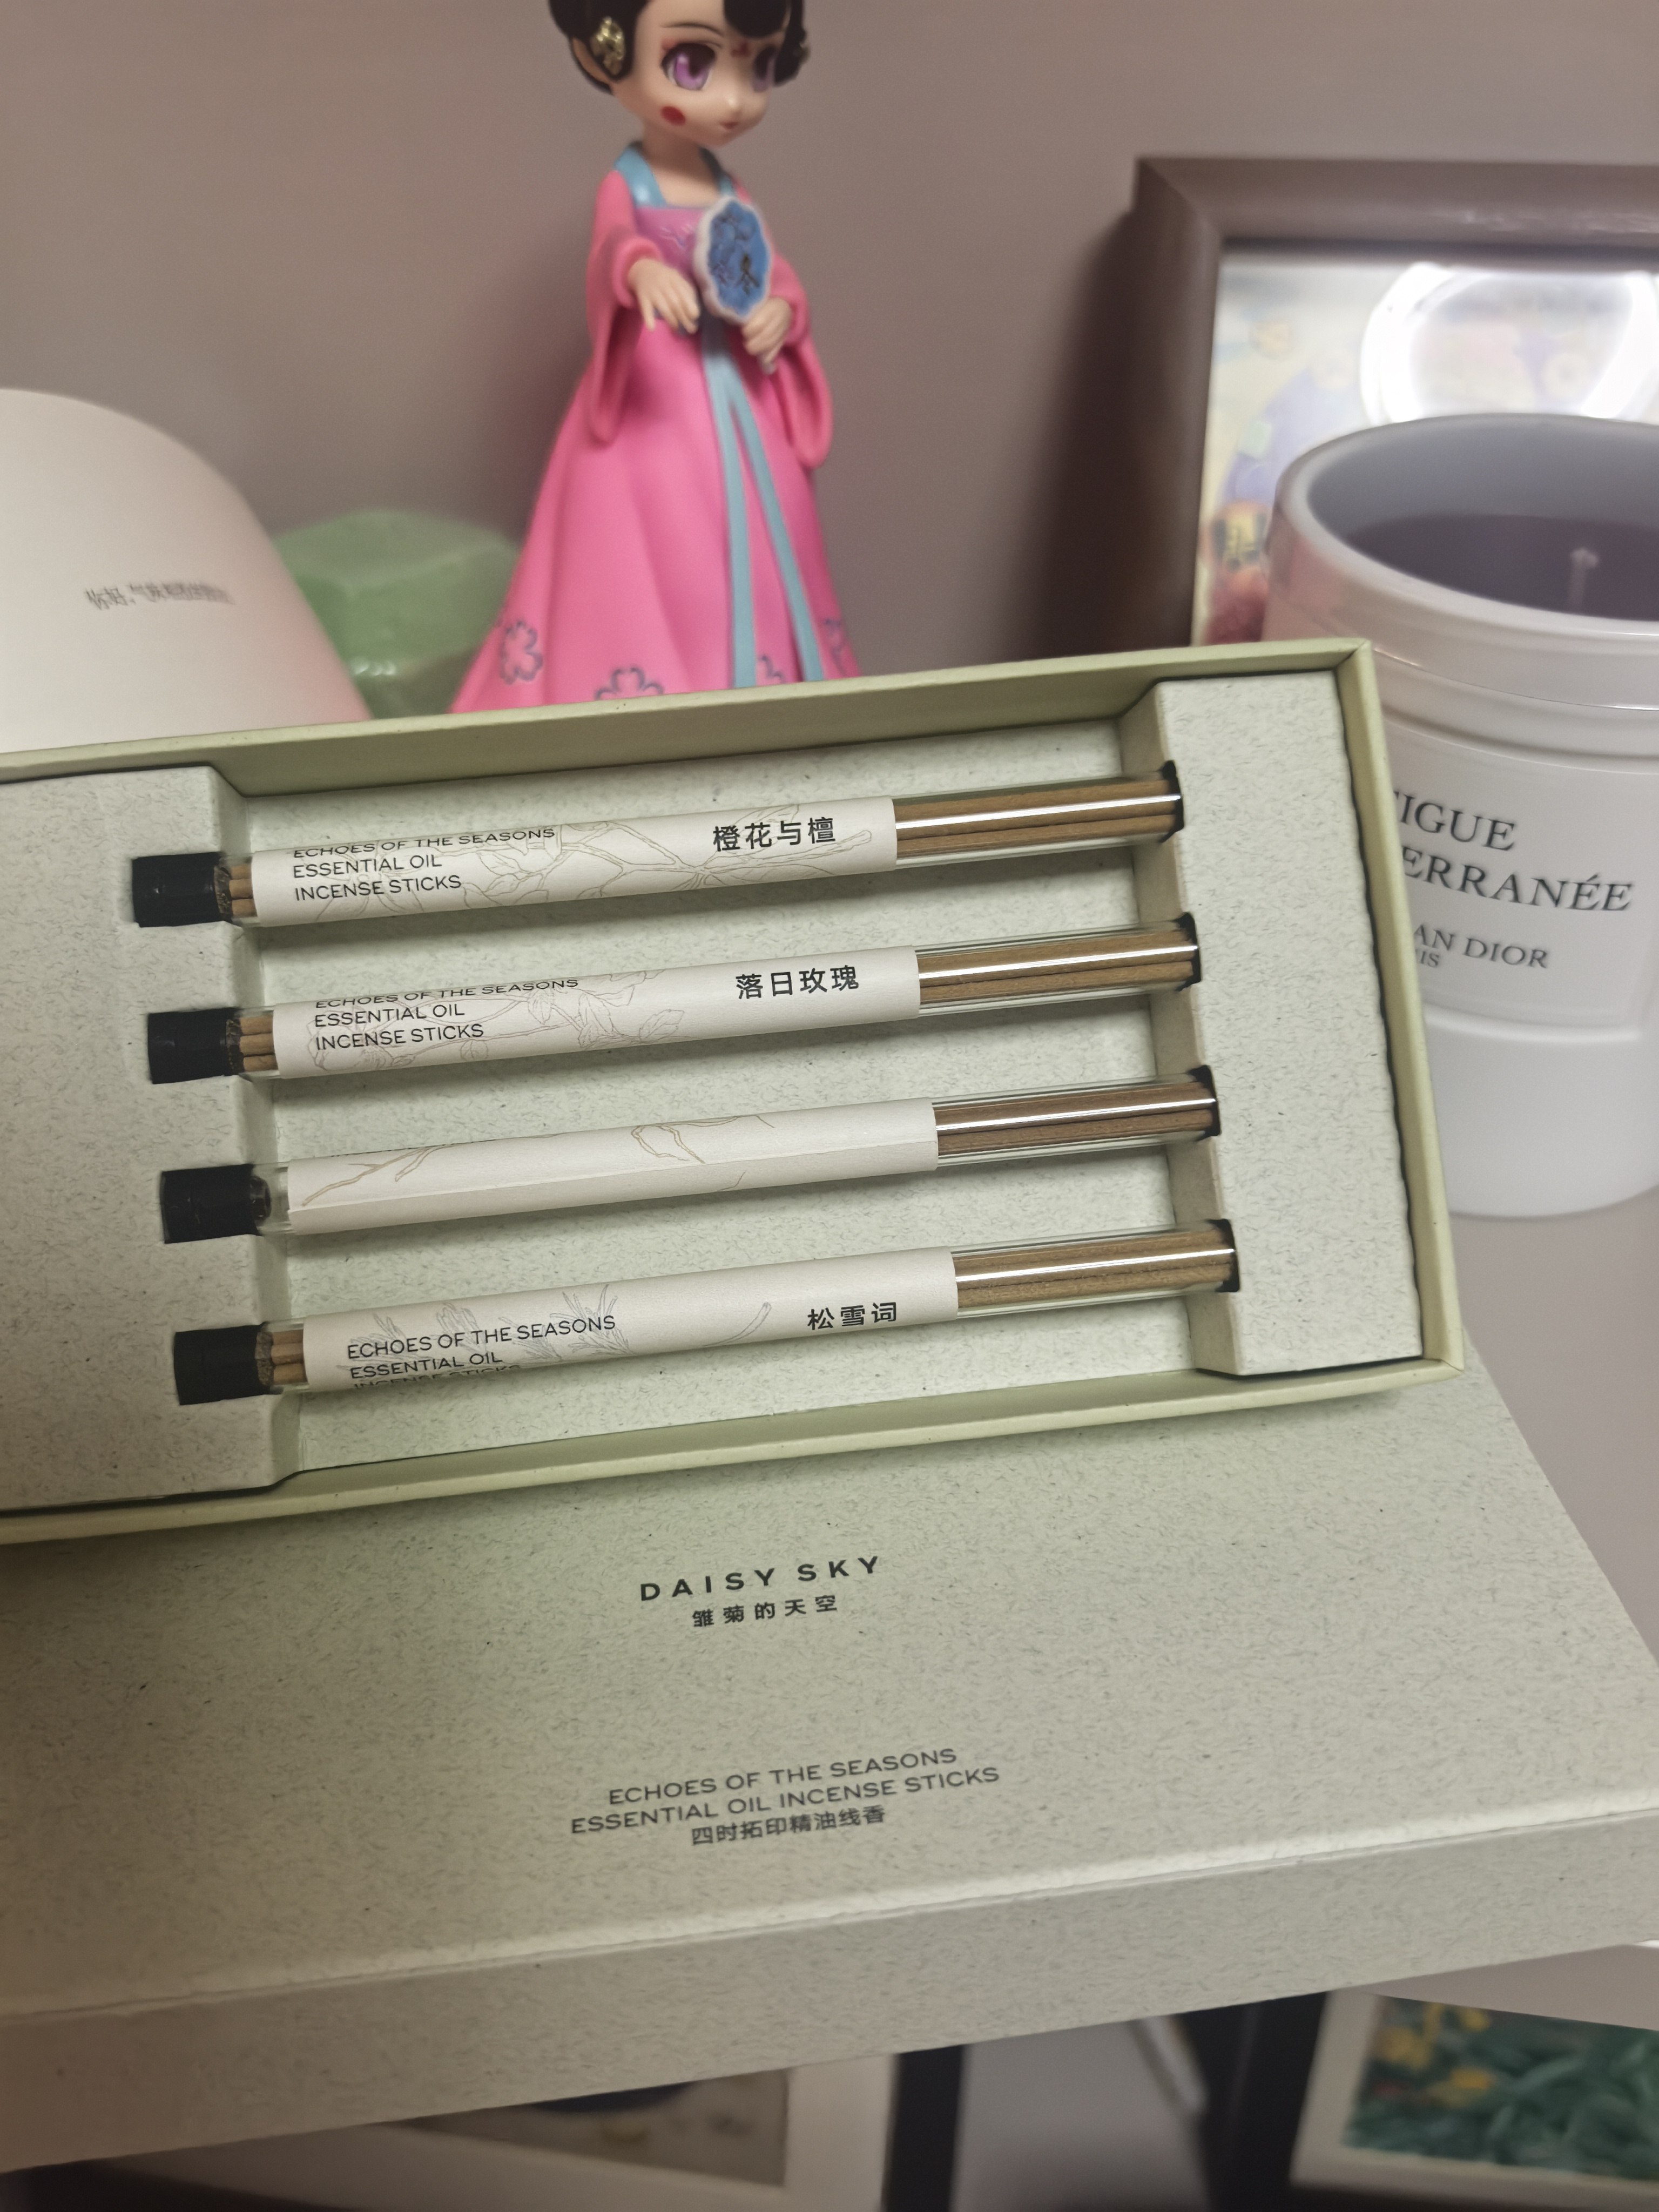 ECHOES OF THE SEASONS
ESSENTIAL OIL
INCENSE STICKS
橙花与檀
ECHOES OF THE SEASONS
ESSENTIAL OIL
INCENSE STICKS
落日玫瑰
ECHOES OF THE SEASONS
ESSENTIAL OIL
INCENSE STICKS
松雪词
IGUE
ERRANÉE
AN DIOR
IS
DAISY SKY
雏菊的天空
ECHOES OF THE SEASONS
ESSENTIAL OIL INCENSE STICKS
四时拓印精油线香